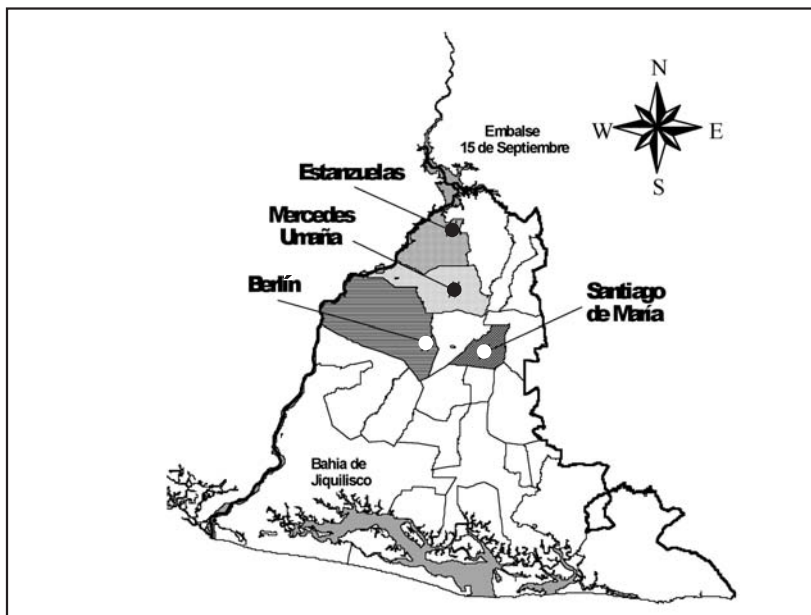 N
W E
S
Embalse
15 de Septiembre
Estanzuelas
Mercedes
Umaña
Berlín
Santiago
de María
Bahia de
Jiquilisco